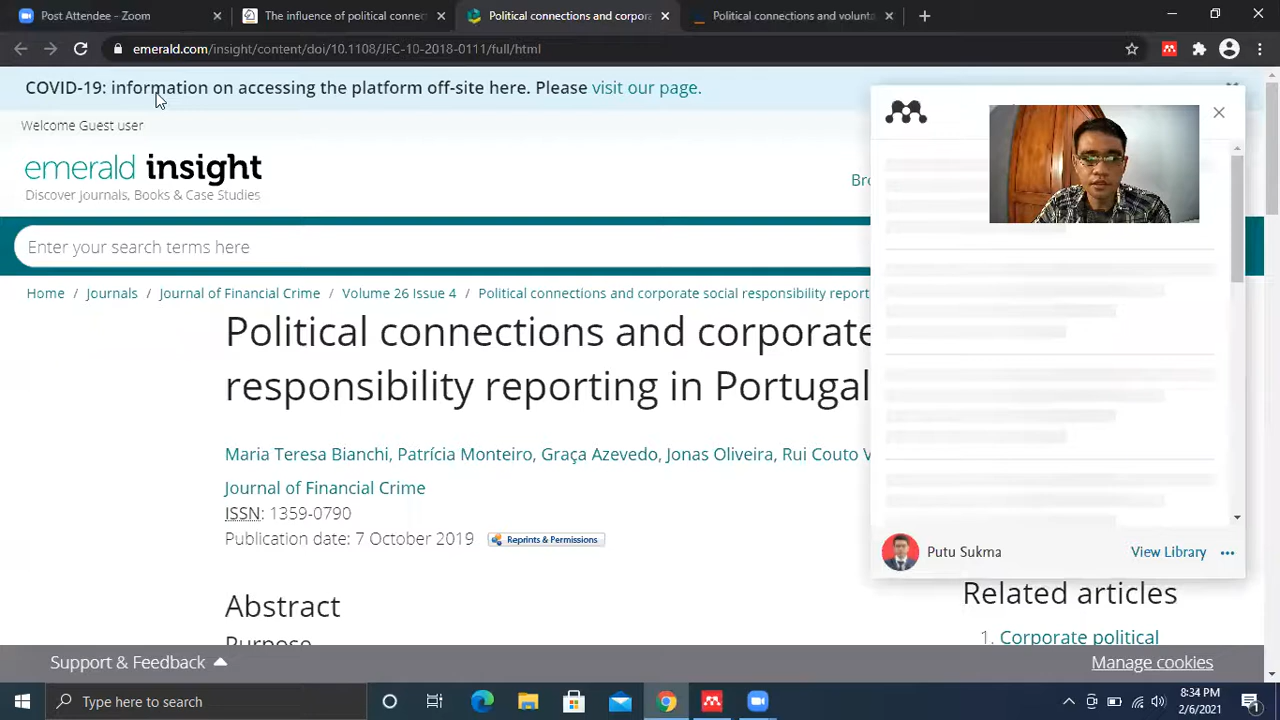 Post Attendee - Zoom
The influence of political connec
Political connections and corpora
Political connections and volunta
emerald.com/insight/content/doi/10.1108/JFC-10-2018-0111/full/html
COVID-19: information on accessing the platform off-site here. Please visit our page.
Welcome Guest user
emerald insight
Discover Journals, Books & Case Studies
Enter your search terms here
Home / Journals / Journal of Financial Crime / Volume 26 Issue 4 / Political connections and corporate social responsibility report
Political connections and corporate
responsibility reporting in Portugal
Maria Teresa Bianchi, Patrícia Monteiro, Graça Azevedo, Jonas Oliveira, Rui Couto V
Journal of Financial Crime
ISSN: 1359-0790
Publication date: 7 October 2019
Reprints & Permissions
Abstract
Purpose
Putu Sukma
View Library
Related articles
1. Corporate political
Support & Feedback
Manage cookies
Type here to search
8:34 PM
2/6/2021
1